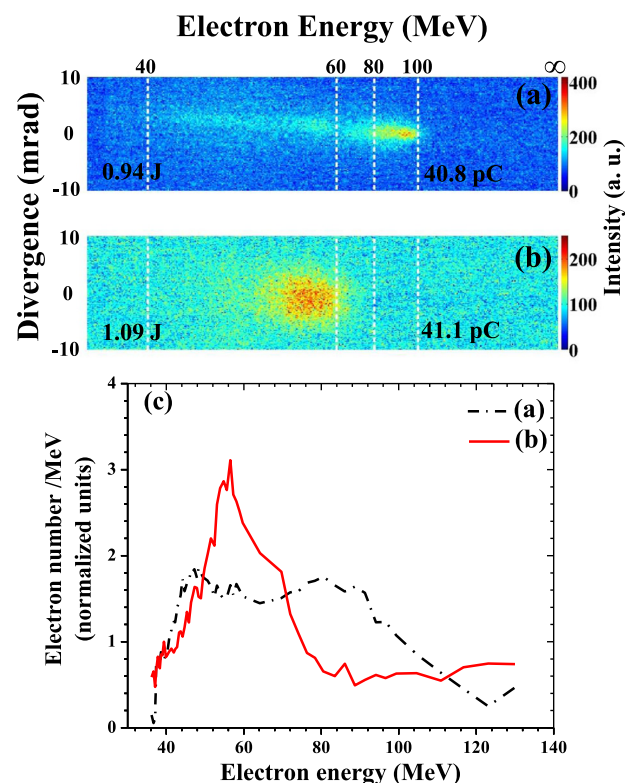 Electron Energy (MeV)
40 60 80 100 ∞
Divergence (mrad)
10
0
-10
(a)
0.94 J
40.8 pC
400
200
0
Intensity (a. u.)
10
0
-10
(b)
1.09 J
41.1 pC
200
100
0
(c)
(a)
(b)
Electron number /MeV
(normalized units)
4
3
2
1
0
40 60 80 100 120 140
Electron energy (MeV)